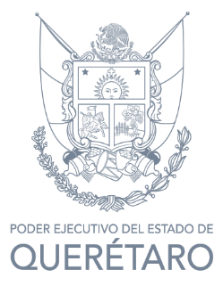 PODER EJECUTIVO DEL ESTADO DE
QUERÉTARO